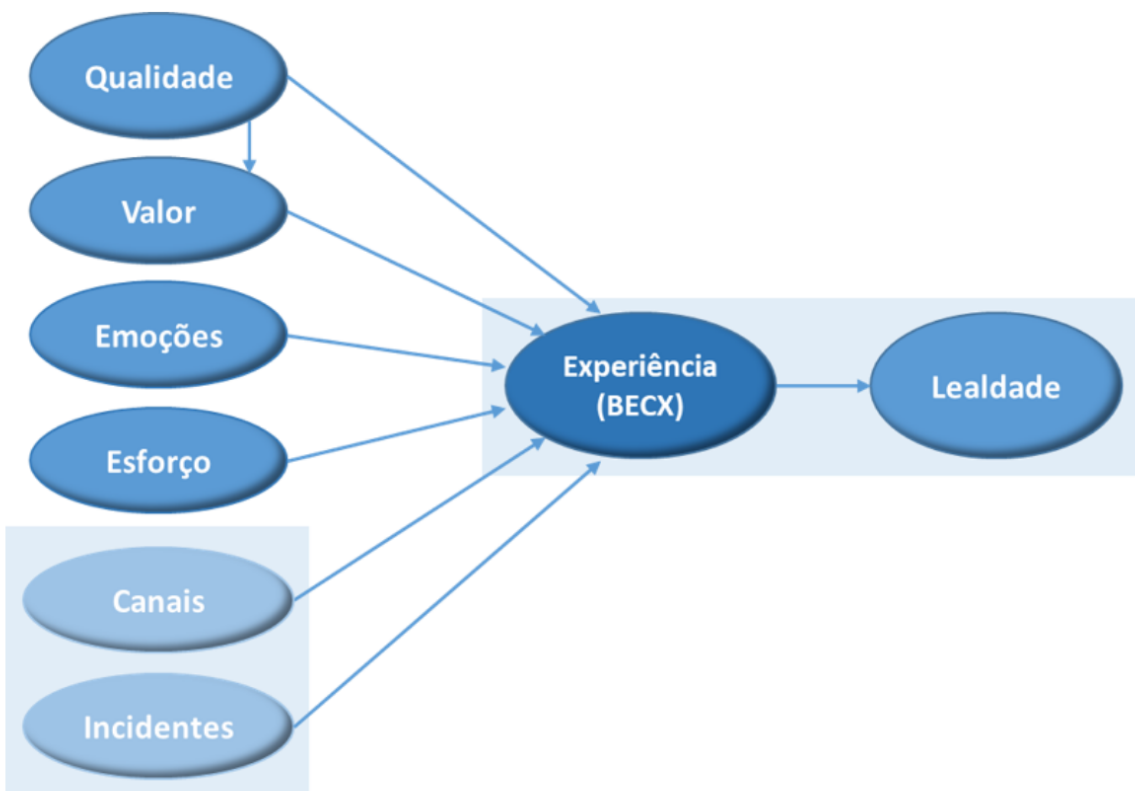 Qualidade
Valor
Emoções
Esforço
Canais
Incidentes
Experiência
(BECX)
Lealdade